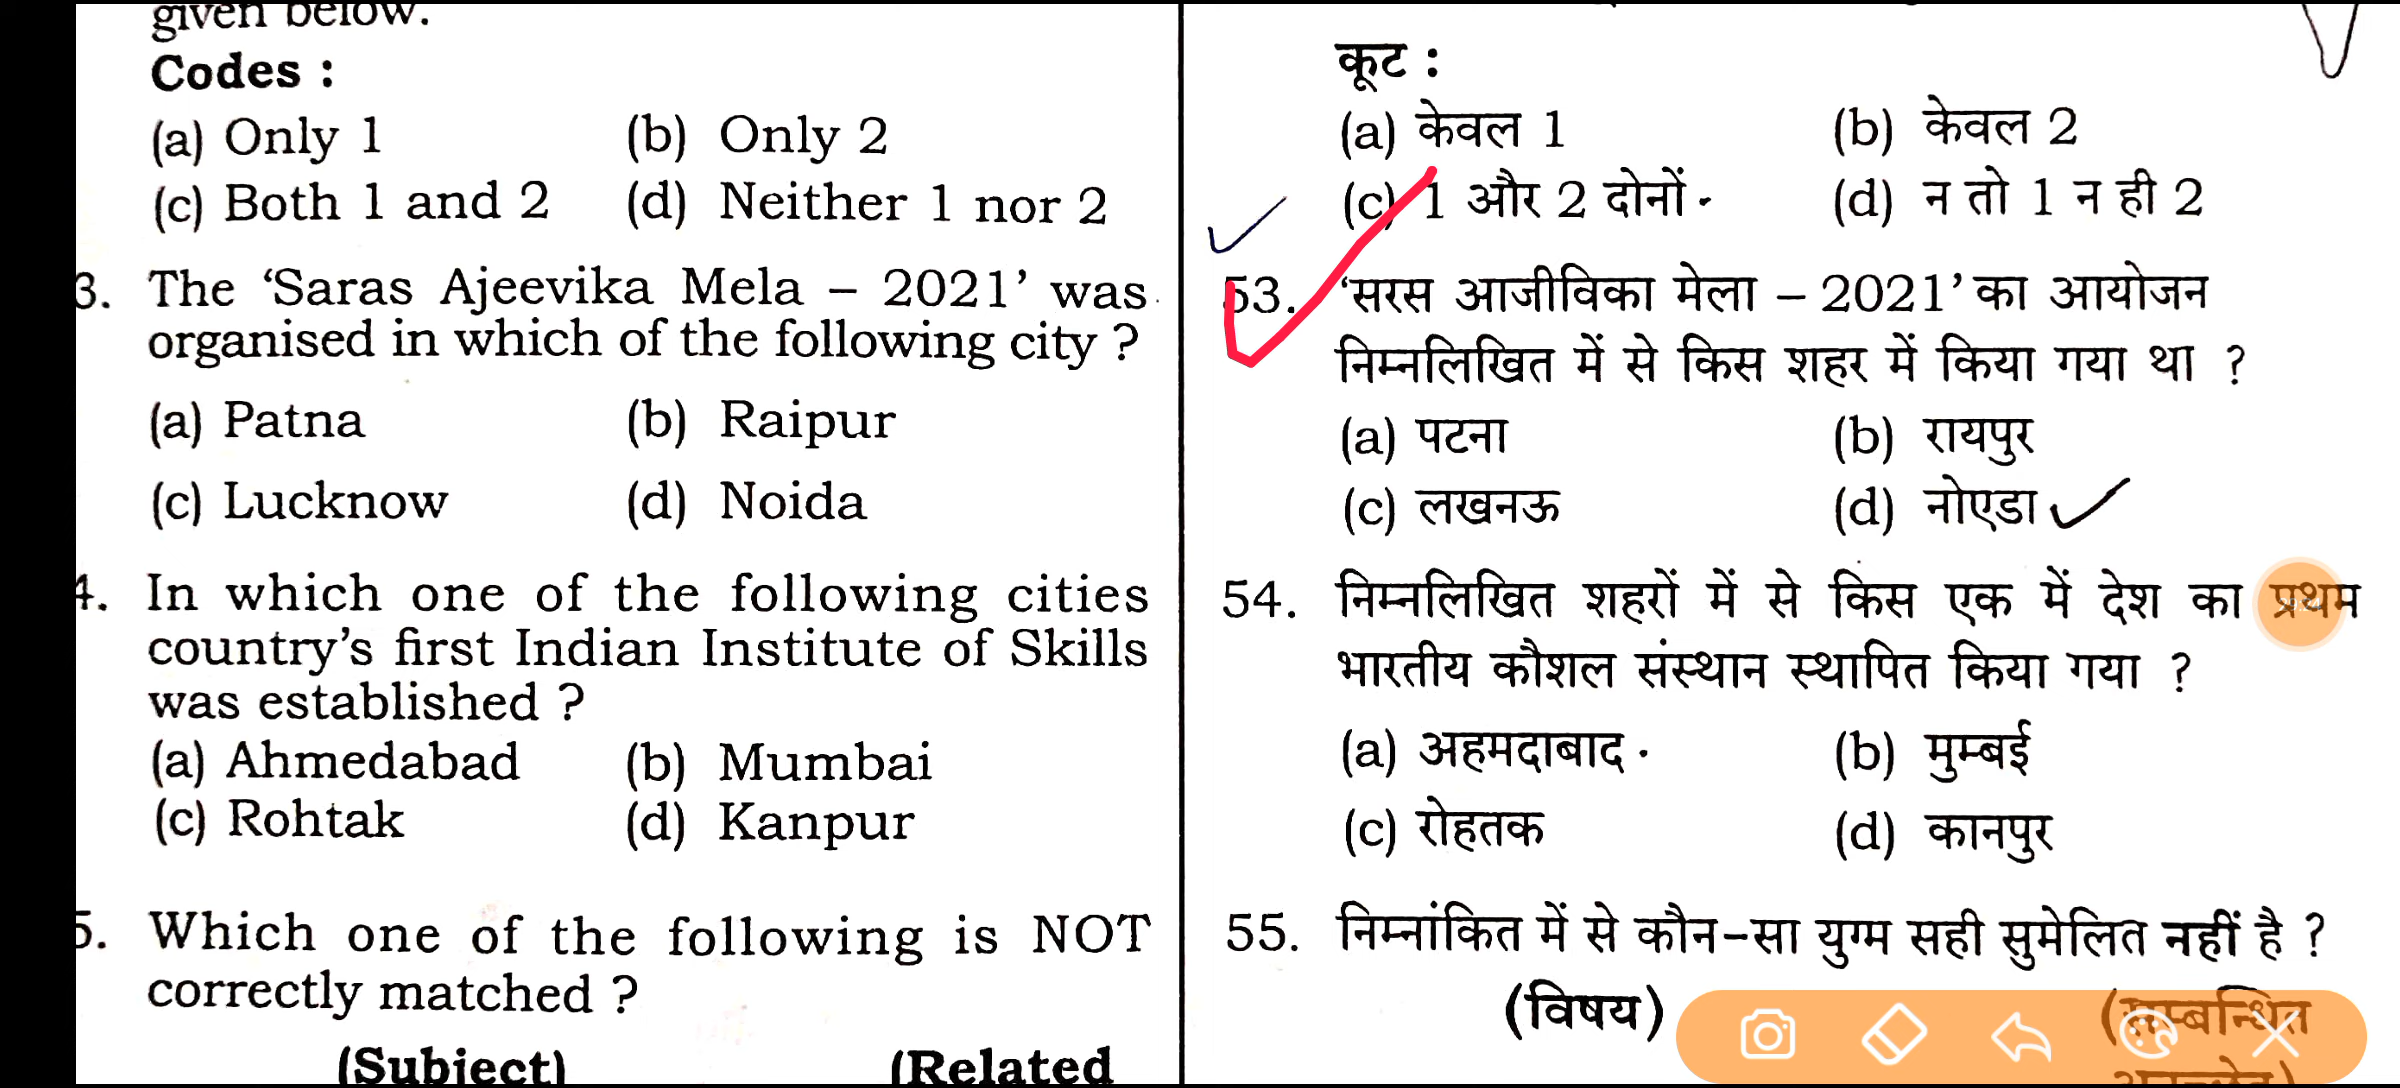 given below.
Codes :
(a) Only 1 (b) Only 2
(c) Both 1 and 2 (d) Neither 1 nor 2
3. The ‘Saras Ajeevika Mela – 2021’ was
organised in which of the following city ?
(a) Patna (b) Raipur
(c) Lucknow (d) Noida
4. In which one of the following cities
country’s first Indian Institute of Skills
was established ?
(a) Ahmedabad (b) Mumbai
(c) Rohtak (d) Kanpur
5. Which one of the following is NOT
correctly matched ?
(Subject) (Related
कूट :
(a) केवल 1 (b) केवल 2
(c) 1 और 2 दोनों (d) न तो 1 न ही 2
53. ‘सरस आजीविका मेला – 2021’ का आयोजन
निम्नलिखित में से किस शहर में किया गया था ?
(a) पटना (b) रायपुर
(c) लखनऊ (d) नोएडा
54. निम्नलिखित शहरों में से किस एक में देश का प्रथम
भारतीय कौशल संस्थान स्थापित किया गया ?
(a) अहमदाबाद (b) मुम्बई
(c) रोहतक (d) कानपुर
55. निम्नांकित में से कौन-सा युग्म सही सुमेलित नहीं है ?
(विषय) (सम्बन्धित